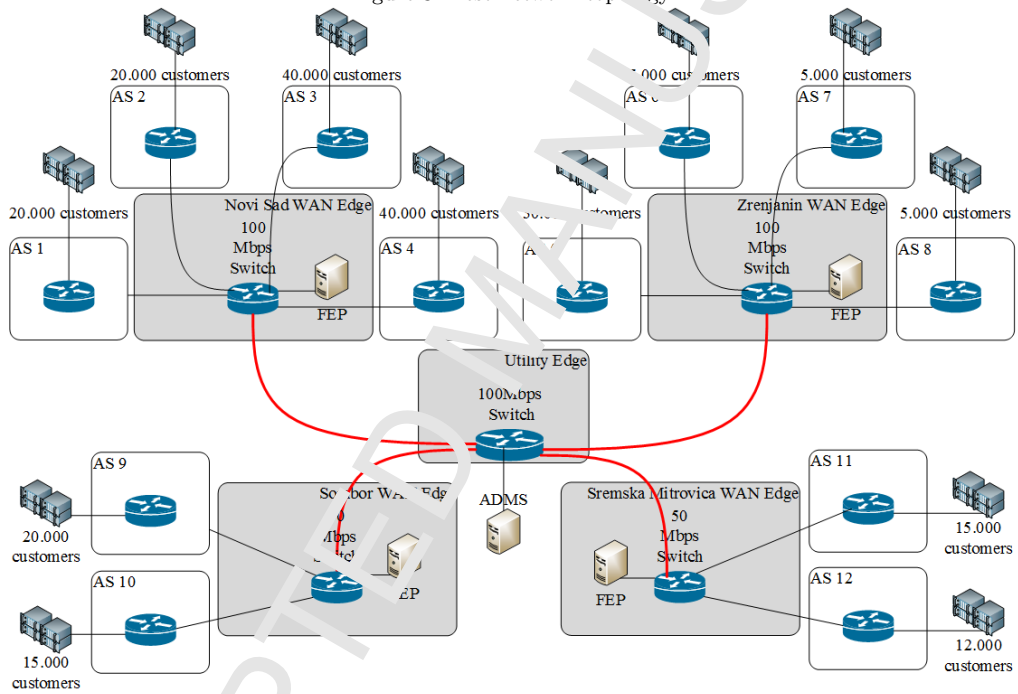 20.000 customers
40.000 customers
5.000 customers
AS 2
AS 3
AS 7
20.000 customers
Novi Sad WAN Edge
40.000 customers
customers
Zrenjanin WAN Edge
5.000 customers
AS 1
100
Mbps
Switch
AS 4
100
Mbps
Switch
AS 8
FEP
FEP
Utility Edge
100Mbps
Switch
AS 9
AS 11
WAN Edge
ADMS
Sremska Mitrovica WAN Edge
20.000
customers
Mbps
50
Mbps
Switch
15.000
customers
AS 10
FEP
AS 12
15.000
customers
12.000
customers